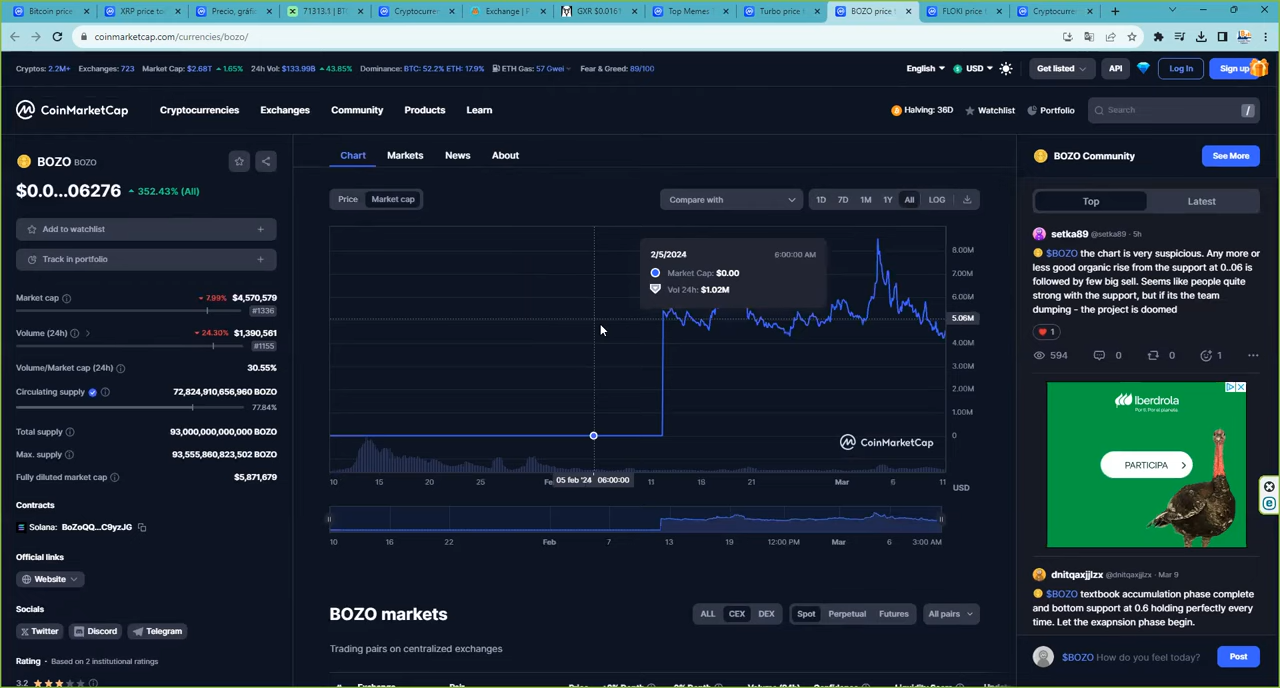 Bitcoin price
XRP price to
Precio, gráfi
71313.1 | BTC
Cryptocurre
Exchange | F
GXR $0.0165
Top Memes
Turbo price t
BOZO price
FLOKI price t
Cryptocurre
coinmarketcap.com/currencies/bozo/
Cryptos: 2.2M+ Exchanges: 723 Market Cap: $2.68T 1.65% 24h Vol: $133.99B 43.85% Dominance: BTC: 52.2% ETH: 17.9% ETH Gas: 57 Gwei Fear & Greed: 89/100
English USD Get listed API Log In Sign up
CoinMarketCap Cryptocurrencies Exchanges Community Products Learn
Halving: 36D Watchlist Portfolio Search /
BOZO BOZO
$0.0...06276 352.43% (All)
Add to watchlist +
Track in portfolio +
Market cap 7.99% $4,570,579
#1336
Volume (24h) 24.30% $1,390,561
#1155
Volume/Market cap (24h) 30.55%
Circulating supply 72,824,910,656,960 BOZO
77.84%
Total supply 93,000,000,000,000 BOZO
Max. supply 93,555,860,823,502 BOZO
Fully diluted market cap $5,871,679
Contracts
Solana: BoZoQQ...C9yzJG
Official links
Website
Socials
Twitter Discord Telegram
Rating · Based on 2 institutional ratings
3.2
Chart Markets News About
Price Market cap
Compare with
1D 7D 1M 1Y All LOG
2/5/2024 6:00:00 AM
Market Cap: $0.00
Vol 24h: $1.02M
8.00M
7.00M
6.00M
5.06M
4.00M
3.00M
2.00M
1.00M
0
CoinMarketCap
10 15 20 25 05 feb '24 06:00:00 11 16 21 Mar 6 11
USD
10 16 22 Feb 7 13 19 12:00 PM Mar 6 3:00 AM
BOZO markets
ALL CEX DEX
Spot Perpetual Futures
All pairs
Trading pairs on centralized exchanges
BOZO Community See More
Top Latest
setka89 @setka89 · 5h
$BOZO the chart is very suspicious. Any more or
less good organic rise from the support at 0..06 is
followed by few big sell. Seems like people quite
strong with the support, but if its the team
dumping - the project is doomed
1
594 0 0 1
Iberdrola
Por ti. Por el planeta.
PARTICIPA
dnitqaxjjlzx @dnitqaxjjlzx · Mar 9
$BOZO textbook accumulation phase complete
and bottom support at 0.6 holding perfectly every
time. Let the exapnsion phase begin.
$BOZO How do you feel today? Post